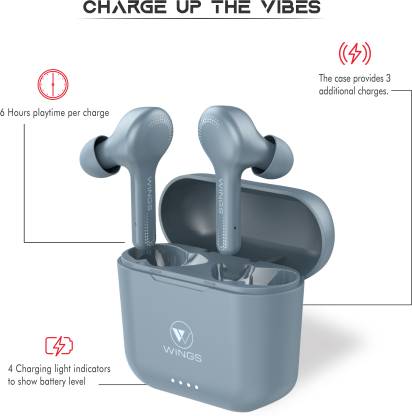 CHARGE UP THE VIBES
The case provides 3
additional charges.
6 Hours playtime per charge
WINGS
WINGS
WINGS
4 Charging light indicators
to show battery level